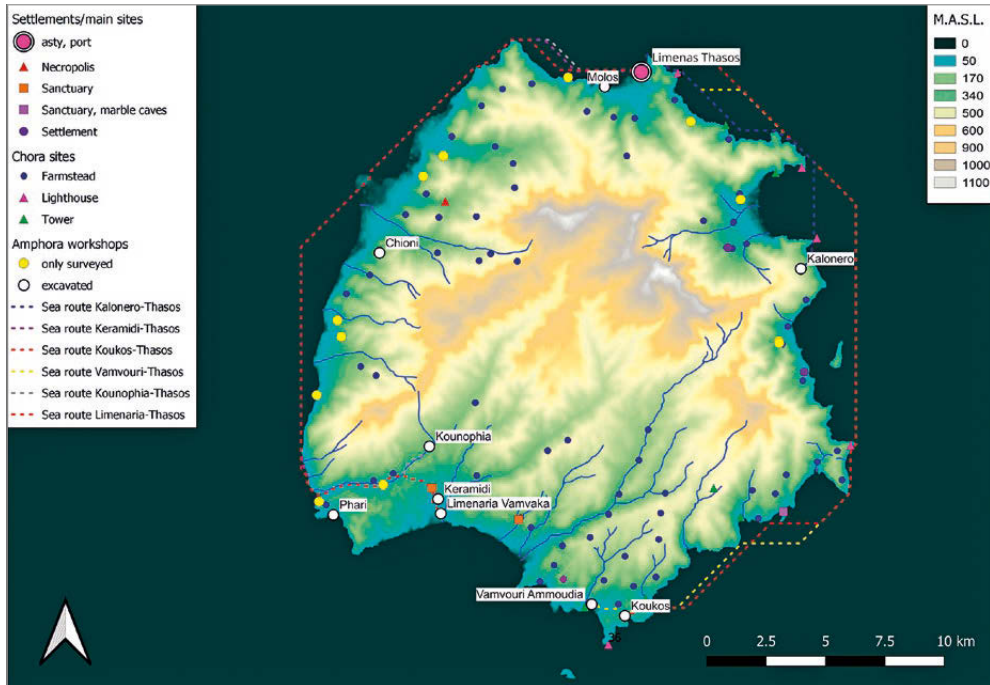 Settlements/main sites
asty, port
Necropolis
Sanctuary
Sanctuary, marble caves
Settlement
Chora sites
Farmstead
Lighthouse
Tower
Amphora workshops
only surveyed
excavated
Sea route Kalonero-Thasos
Sea route Keramidi-Thasos
Sea route Koukos-Thasos
Sea route Vamvouri-Thasos
Sea route Kounophia-Thasos
Sea route Limenaria-Thasos
M.A.S.L.
0
50
170
340
500
600
900
1000
1100
Limenas Thasos
Molos
Chioni
Kalonero
Kounophia
Keramidi
Limenaria Vamvaka
Phari
Vamvouri Ammoudia
Koukos
36
0 2.5 5 7.5 10 km